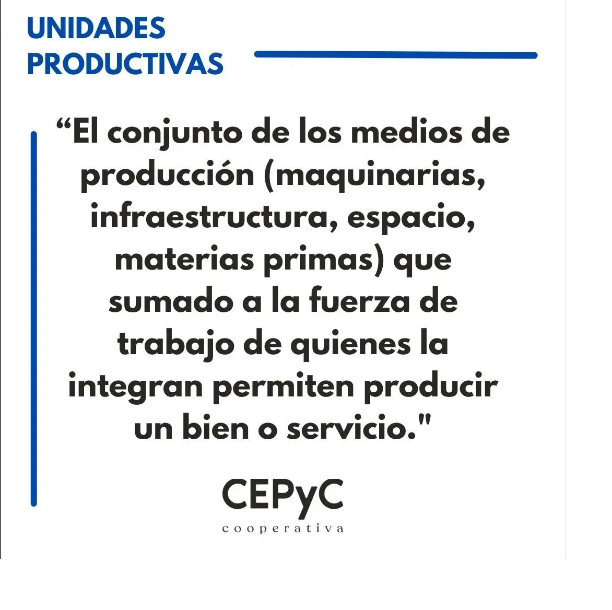 UNIDADES
PRODUCTIVAS
“El conjunto de los medios de
producción (maquinarias,
infraestructura, espacio,
materias primas) que
sumado a la fuerza de
trabajo de quienes la
integran permiten producir
un bien o servicio."
CEPyC
cooperativa